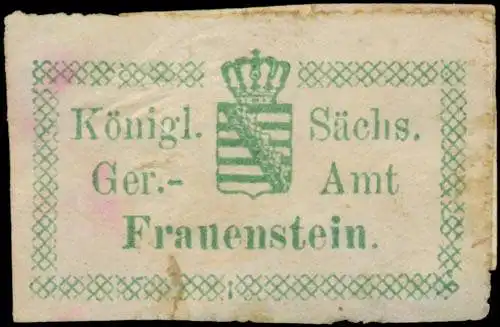 Königl. Sächs.
Ger.- Amt
Frauenstein.